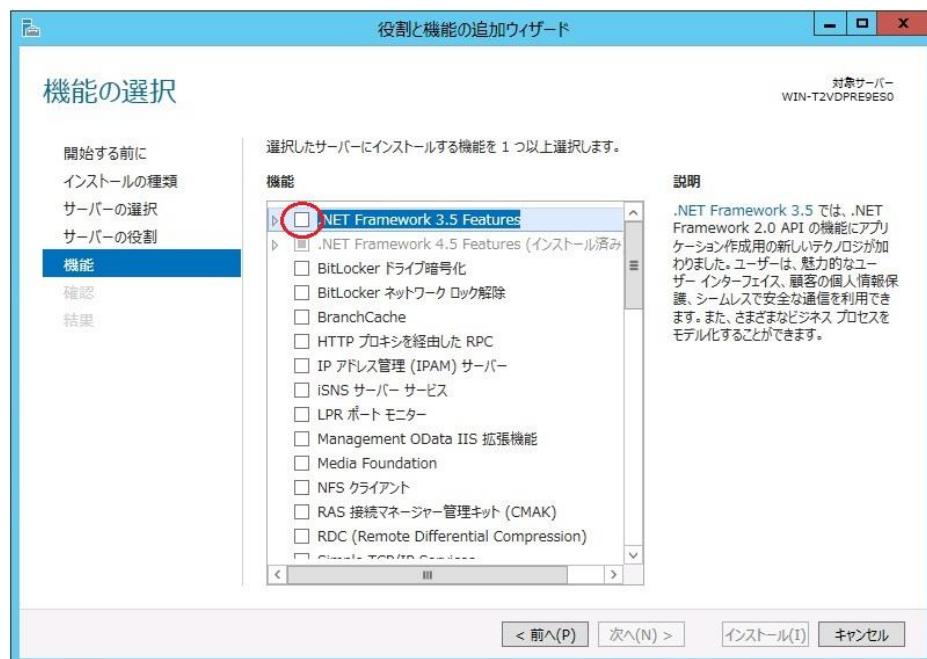 役割と機能の追加ウィザード
機能の選択
対象サーバー
WIN-T2VDPRE9ES0
開始する前に
インストールの種類
サーバーの選択
サーバーの役割
機能
確認
結果
選択したサーバーにインストールする機能を 1 つ以上選択します。
機能
.NET Framework 3.5 Features
.NET Framework 4.5 Features (インストール済み
BitLocker ドライブ暗号化
BitLocker ネットワーク ロック解除
BranchCache
HTTP プロキシを経由した RPC
IP アドレス管理 (IPAM) サーバー
iSNS サーバー サービス
LPR ポート モニター
Management OData IIS 拡張機能
Media Foundation
NFS クライアント
RAS 接続マネージャー管理キット (CMAK)
RDC (Remote Differential Compression)
Simple TCP/IP Services
説明
.NET Framework 3.5 では、.NET
Framework 2.0 API の機能にアプリ
ケーション作成用の新しいテクノロジが加
わりました。ユーザーは、魅力的なユー
ザー インターフェイス、顧客の個人情報保
護、シームレスで安全な通信を利用でき
ます。また、さまざまなビジネス プロセスを
モデル化することができます。
< 前へ(P)
次へ(N) >
インストール(I)
キャンセル